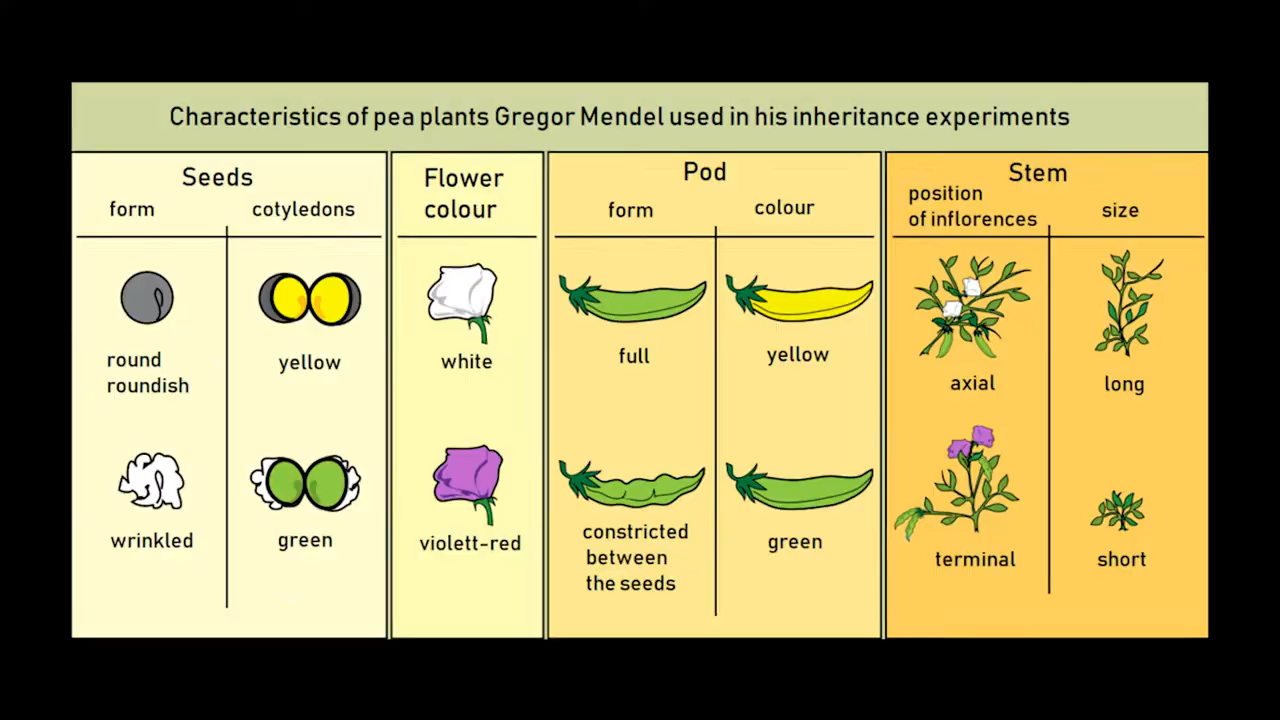 Characteristics of pea plants Gregor Mendel used in his inheritance experiments
Seeds
form
cotyledons
round
roundish
yellow
wrinkled
green
Flower
colour
white
violett-red
Pod
form
colour
full
yellow
constricted
between
the seeds
green
Stem
position
of inflorences
size
axial
long
terminal
short